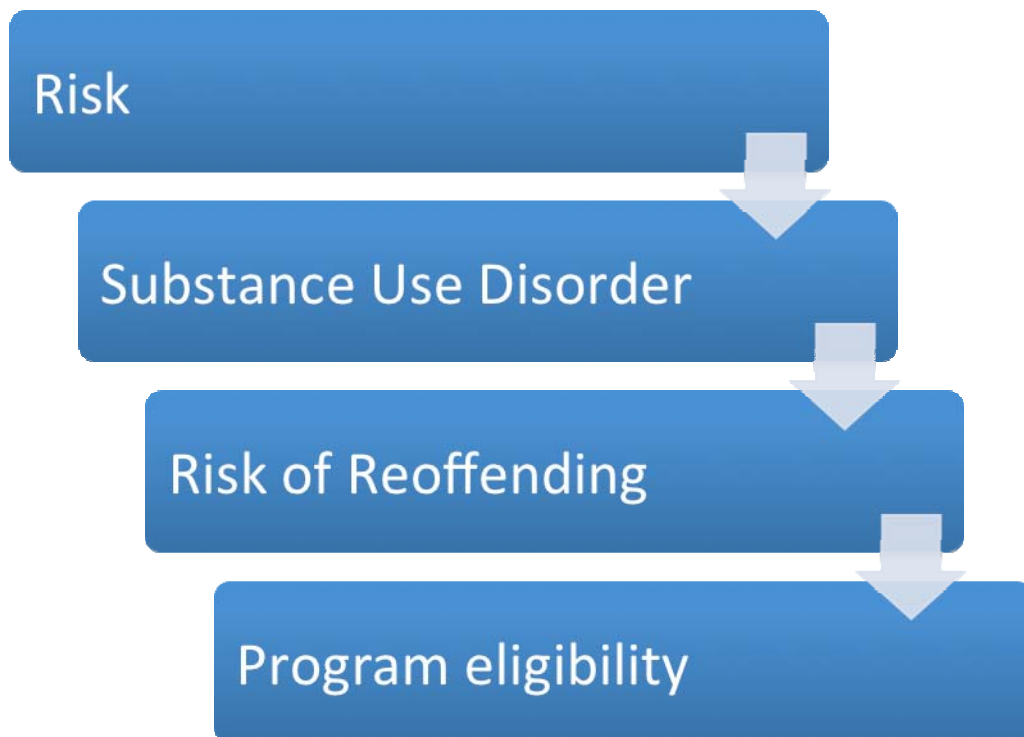 Risk
Substance Use Disorder
Risk of Reoffending
Program eligibility